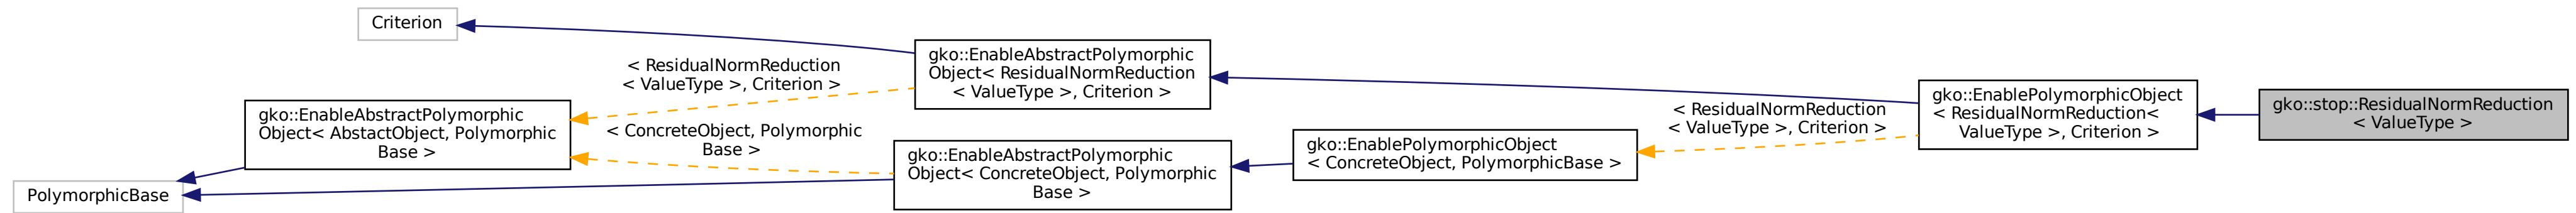 Criterion
gko::EnableAbstractPolymorphic
Object< ResidualNormReduction
< ValueType >, Criterion >
< ResidualNormReduction
< ValueType >, Criterion >
gko::EnablePolymorphicObject
< ResidualNormReduction<
ValueType >, Criterion >
gko::stop::ResidualNormReduction
< ValueType >
gko::EnableAbstractPolymorphic
Object< AbstactObject, Polymorphic
Base >
< ConcreteObject, Polymorphic
Base >
< ResidualNormReduction
< ValueType >, Criterion >
gko::EnablePolymorphicObject
< ConcreteObject, PolymorphicBase >
gko::EnableAbstractPolymorphic
Object< ConcreteObject, Polymorphic
Base >
PolymorphicBase